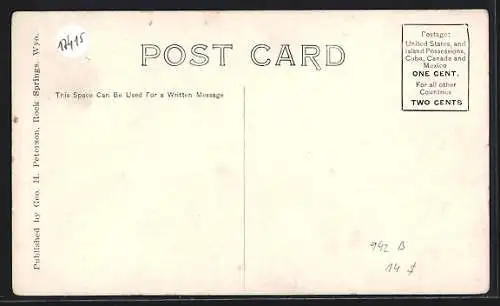 12415
POST CARD
Postage:
United States, and
Island Possessions,
Cuba, Canada and
Mexico
ONE CENT.
For all other
Countries
TWO CENTS
This Space Can Be Used For a Written Message
Published by Geo. H. Peterson, Rock Springs, Wyo.
942 B
14